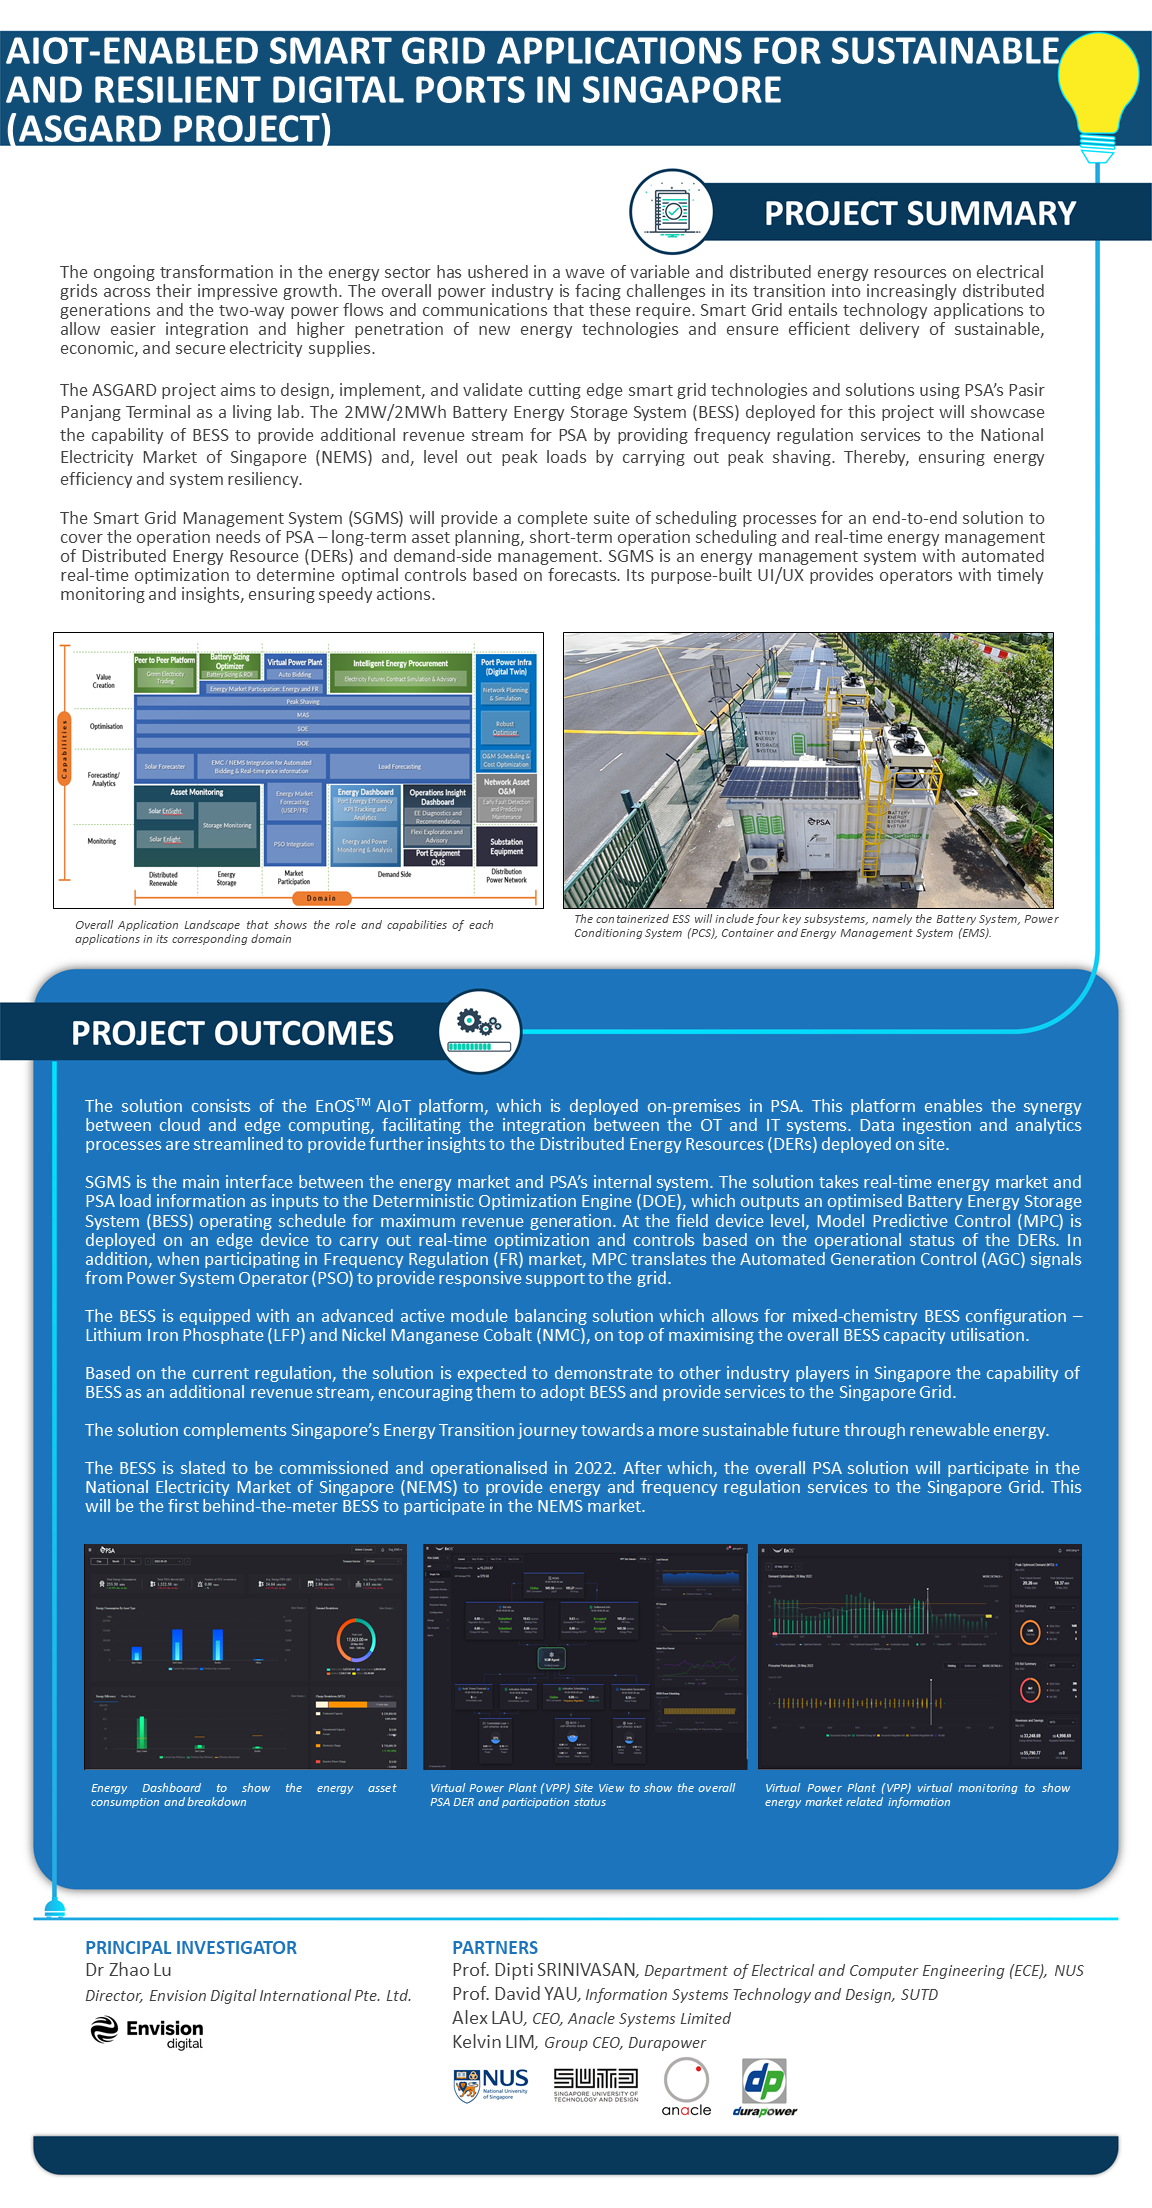 AIOT-ENABLED SMART GRID APPLICATIONS FOR SUSTAINABLE
AND RESILIENT DIGITAL PORTS IN SINGAPORE
(ASGARD PROJECT)
PROJECT SUMMARY
The ongoing transformation in the energy sector has ushered in a wave of variable and distributed energy resources on electrical
grids across their impressive growth. The overall power industry is facing challenges in its transition into increasingly distributed
generations and the two-way power flows and communications that these require. Smart Grid entails technology applications to
allow easier integration and higher penetration of new energy technologies and ensure efficient delivery of sustainable,
economic, and secure electricity supplies.
The ASGARD project aims to design, implement, and validate cutting edge smart grid technologies and solutions using PSA's Pasir
Panjang Terminal as a living lab. The 2MW/2MWh Battery Energy Storage System (BESS) deployed for this project will showcase
the capability of BESS to provide additional revenue stream for PSA by providing frequency regulation services to the National
Electricity Market of Singapore (NEMS) and, level out peak loads by carrying out peak shaving. Thereby, ensuring energy
efficiency and system resiliency.
The Smart Grid Management System (SGMS) will provide a complete suite of scheduling processes for an end-to-end solution to
cover the operation needs of PSA – long-term asset planning, short-term operation scheduling and real-time energy management
of Distributed Energy Resource (DERs) and demand-side management. SGMS is an energy management system with automated
real-time optimization to determine optimal controls based on forecasts. Its purpose-built UI/UX provides operators with timely
monitoring and insights, ensuring speedy actions.
Capabilities
Value
Creation
Optimisation
Forecasting/
Analytics
Monitoring
Peer to Peer Platform
Green Electricity
Trading
Battery Sizing
Optimizer
Battery Sizing & ROI
Virtual Power Plant
Auto Bidding
Energy Market Participation: Energy and FR
Intelligent Energy Procurement
Electricity Futures Contract Simulation & Advisory
Port Power Infra
(Digital Twin)
Network Planning
& Simulation
Robust
Optimiser
O&M Scheduling &
Cost Optimization
Peak Shaving
MAS
SOE
DOE
Solar Forecaster
EMC / NEMS Integration for Automated
Bidding & Real-time price information
Load Forecasting
Asset Monitoring
Solar EnSight
Solar Enlight
Storage Monitoring
Energy Market
Forecasting
(USEP/FR)
PSO Integration
Energy Dashboard
Port Energy Efficiency
KPI Tracking and
Analytics
Energy and Power
Monitoring & Analysis
Operations Insight
Dashboard
EE Diagnostics and
Recommendation
Flexi Exploration and
Advisory
Port Equipment
CMS
Network Asset
O&M
Early Fault Detection
and Predictive
Maintenance
Substation
Equipment
Distributed
Renewable
Energy
Storage
Market
Participation
Demand Side
Distribution
Power Network
Domain
BATTERY
ENERGY
STORAGE
SYSTEM
PSA
BATTERY
ENERGY
STORAGE
SYSTEM
Overall Application Landscape that shows the role and capabilities of each
applications in its corresponding domain
The containerized ESS will include four key subsystems, namely the Battery System, Power
Conditioning System (PCS), Container and Energy Management System (EMS).
PROJECT OUTCOMES
The solution consists of the EnOS™ AIoT platform, which is deployed on-premises in PSA. This platform enables the synergy
between cloud and edge computing, facilitating the integration between the OT and IT systems. Data ingestion and analytics
processes are streamlined to provide further insights to the Distributed Energy Resources (DERs) deployed on site.
SGMS is the main interface between the energy market and PSA's internal system. The solution takes real-time energy market and
PSA load information as inputs to the Deterministic Optimization Engine (DOE), which outputs an optimised Battery Energy Storage
System (BESS) operating schedule for maximum revenue generation. At the field device level, Model Predictive Control (MPC) is
deployed on an edge device to carry out real-time optimization and controls based on the operational status of the DERs. In
addition, when participating in Frequency Regulation (FR) market, MPC translates the Automated Generation Control (AGC) signals
from Power System Operator (PSO) to provide responsive support to the grid.
The BESS is equipped with an advanced active module balancing solution which allows for mixed-chemistry BESS configuration –
Lithium Iron Phosphate (LFP) and Nickel Manganese Cobalt (NMC), on top of maximising the overall BESS capacity utilisation.
Based on the current regulation, the solution is expected to demonstrate to other industry players in Singapore the capability of
BESS as an additional revenue stream, encouraging them to adopt BESS and provide services to the Singapore Grid.
The solution complements Singapore's Energy Transition journey towards a more sustainable future through renewable energy.
The BESS is slated to be commissioned and operationalised in 2022. After which, the overall PSA solution will participate in the
National Electricity Market of Singapore (NEMS) to provide energy and frequency regulation services to the Singapore Grid. This
will be the first behind-the-meter BESS to participate in the NEMS market.
PSA
Energy Dashboard to show the energy asset
consumption and breakdown
Virtual Power Plant (VPP) Site View to show the overall
PSA DER and participation status
Virtual Power Plant (VPP) virtual monitoring to show
energy market related information
PRINCIPAL INVESTIGATOR
Dr Zhao Lu
Director, Envision Digital International Pte. Ltd.
Envision
digital
PARTNERS
Prof. Dipti SRINIVASAN, Department of Electrical and Computer Engineering (ECE), NUS
Prof. David YAU, Information Systems Technology and Design, SUTD
Alex LAU, CEO, Anacle Systems Limited
Kelvin LIM, Group CEO, Durapower
NUS
National University
of Singapore
SUTD
SINGAPORE UNIVERSITY OF
TECHNOLOGY AND DESIGN
anacle
dp
durapower